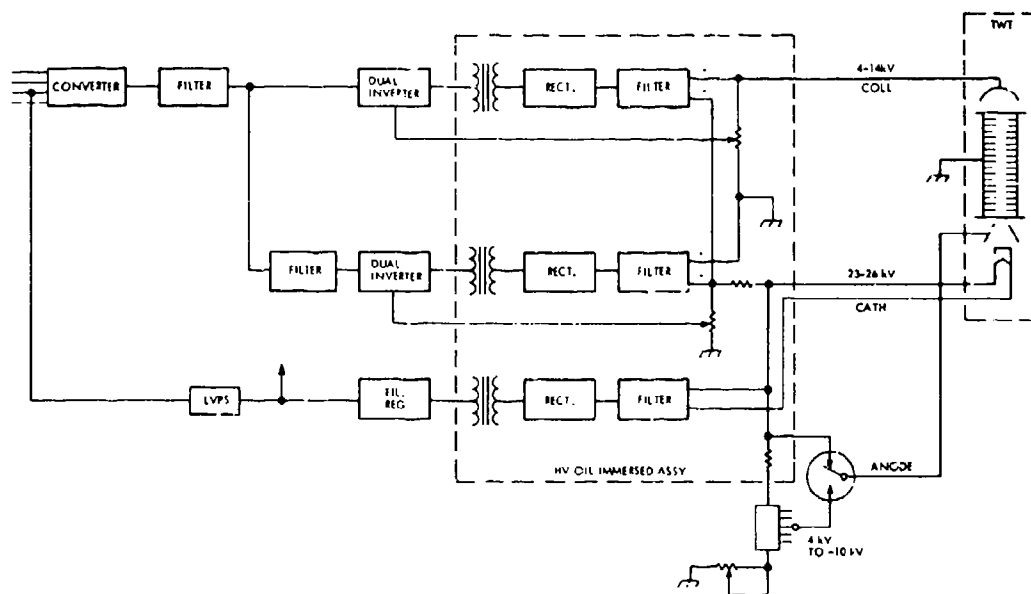 TWT
CONVERTER
FILTER
DUAL
INVERTER
RECT.
FILTER
4-14kV
COLL
FILTER
DUAL
INVERTER
RECT.
FILTER
23-26 kV
CATH
LVPS
FIL.
REG
RECT.
FILTER
HV OIL IMMERSED ASSY
ANODE
4 kV
TO -10 kV